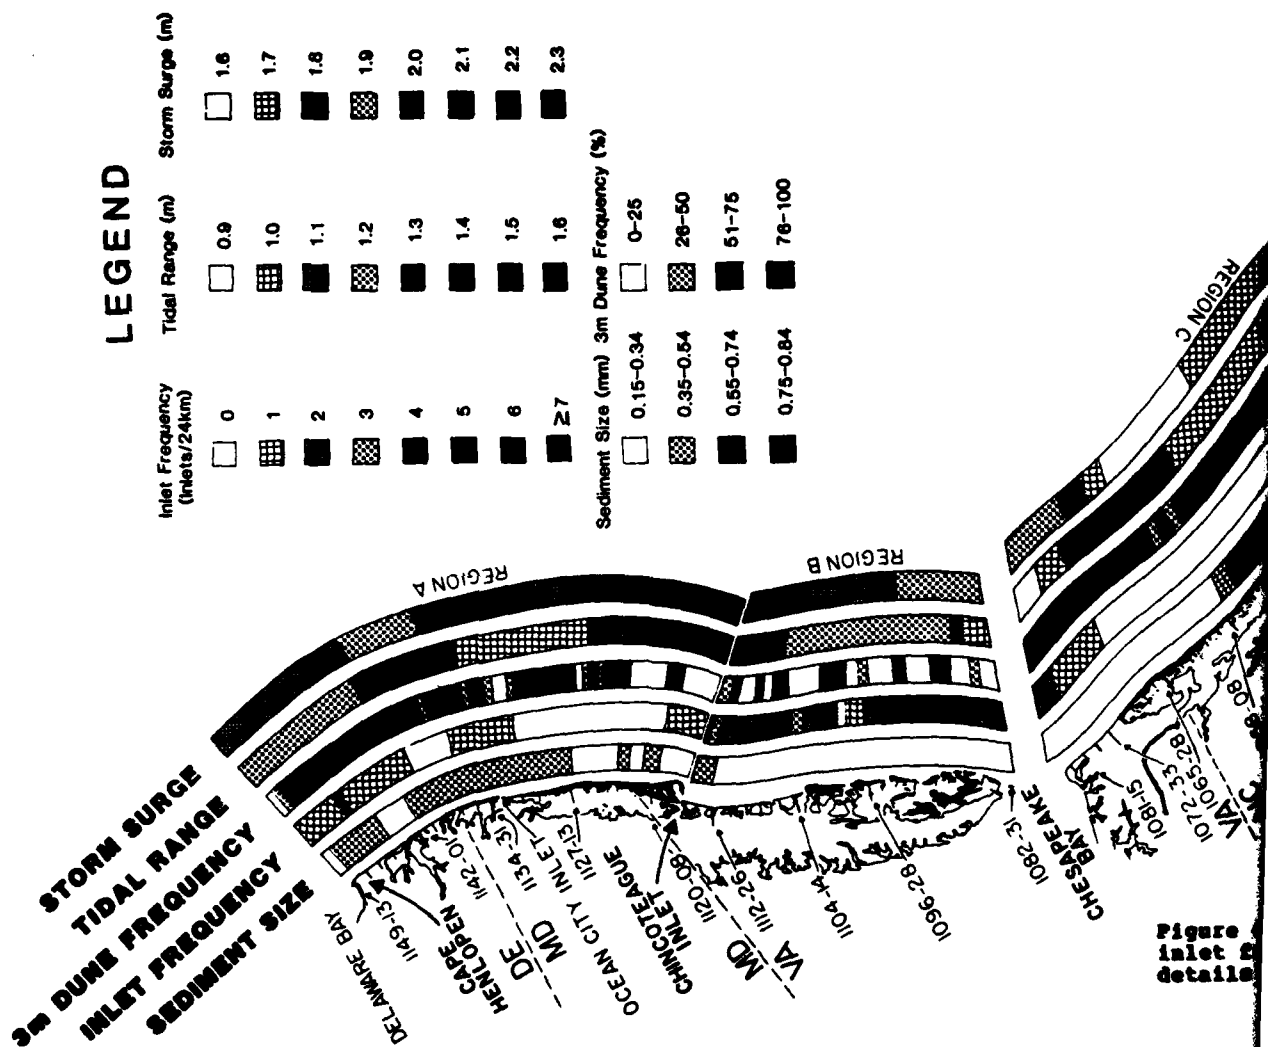 LEGEND
Inlet Frequency
(Inlets/24km)
0
1
2
3
4
5
6
≥7
Tidal Range (m)
0.9
1.0
1.1
1.2
1.3
1.4
1.5
1.6
Storm Surge (m)
1.6
1.7
1.8
1.9
2.0
2.1
2.2
2.3
Sediment Size (mm)
0.15-0.34
0.35-0.54
0.55-0.74
0.75-0.84
3m Dune Frequency (%)
0-25
26-50
51-75
76-100
STORM SURGE
TIDAL RANGE
3m DUNE FREQUENCY
INLET FREQUENCY
SEDIMENT SIZE
REGION A
REGION B
REGION C
DELAWARE BAY
1149-13
CAPE
HENLOPEN
1142-01
DE
MD
1134-31
OCEAN CITY INLET
1127-13
CHINCOTEAGUE
INLET
1120-08
MD
VA
1112-26
1104-14
1096-28
1082-31
CHESAPEAKE
BAY
1081-15
1072-33
1065-28
VA
NC
8-08
Figure
inlet f
details